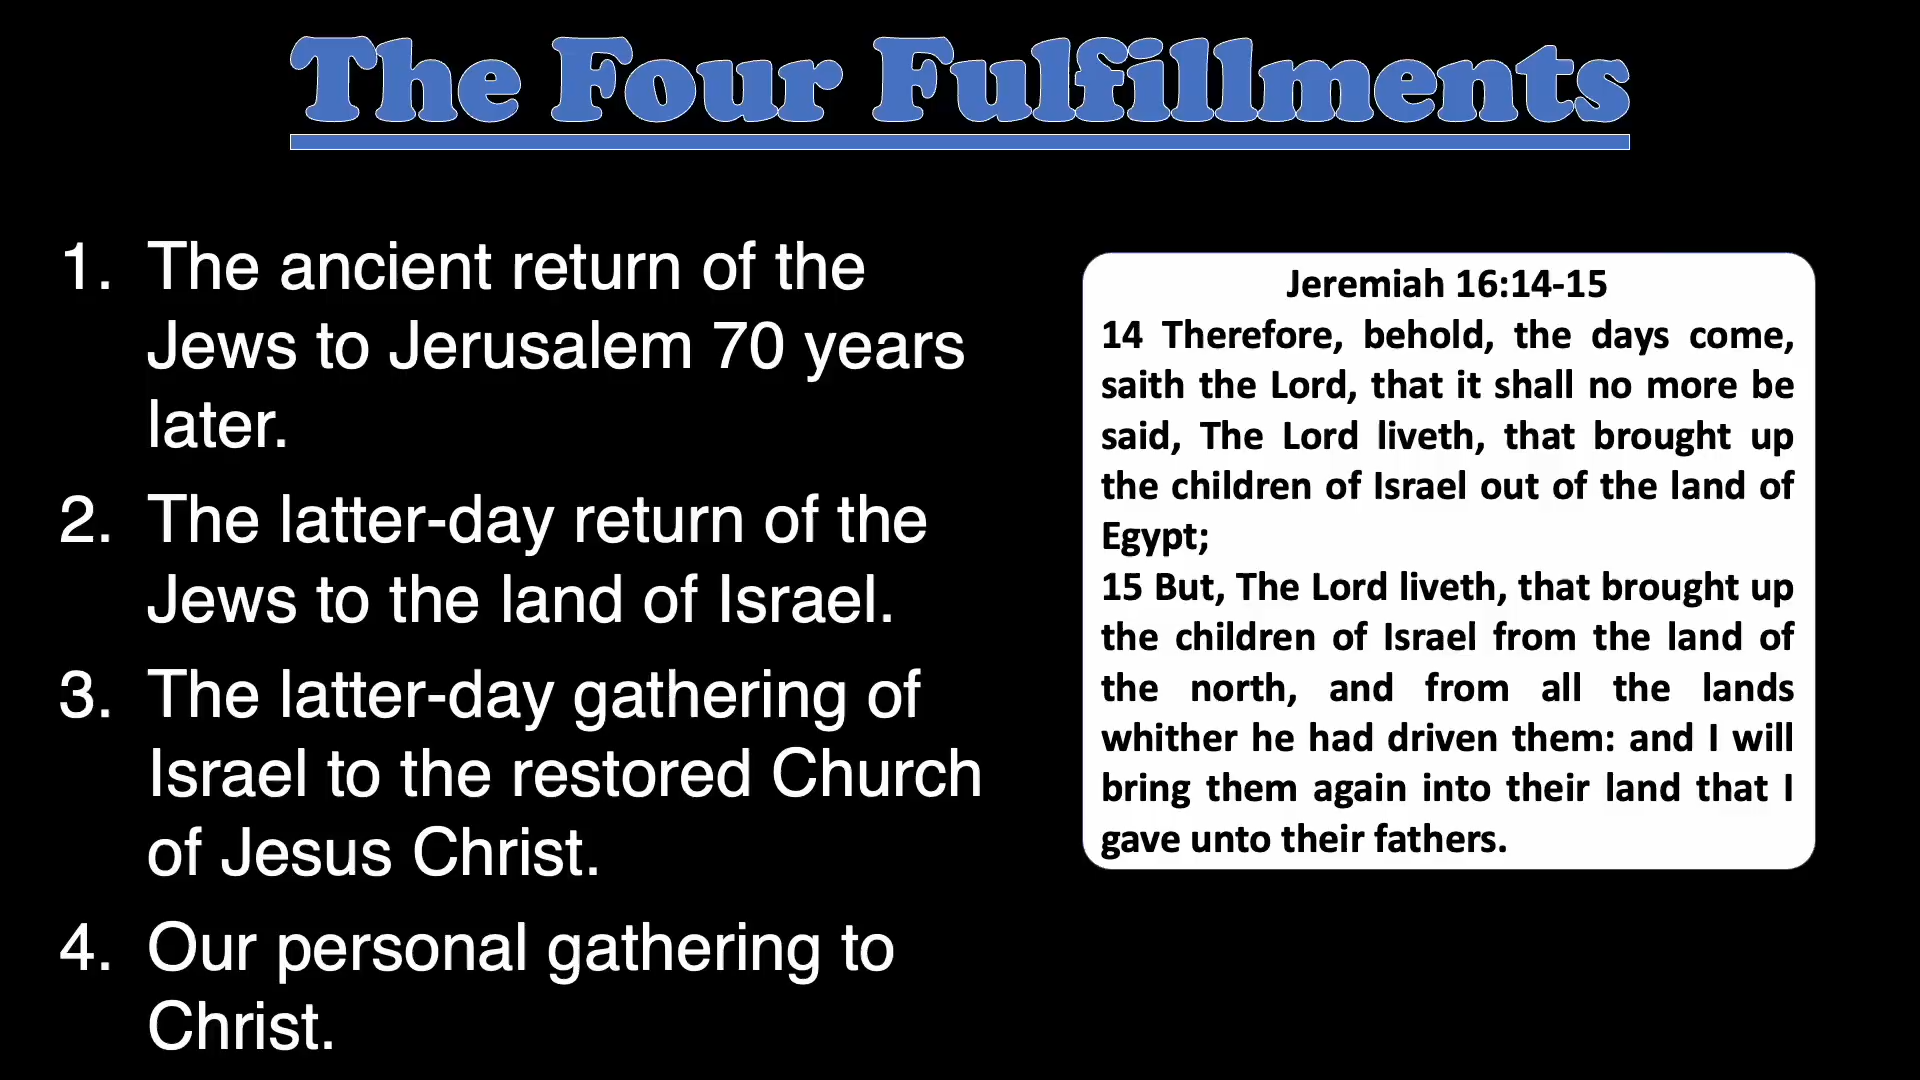 The Four Fulfillments
1. The ancient return of the
Jews to Jerusalem 70 years
later.
2. The latter-day return of the
Jews to the land of Israel.
3. The latter-day gathering of
Israel to the restored Church
of Jesus Christ.
4. Our personal gathering to
Christ.
Jeremiah 16:14-15
14 Therefore, behold, the days come,
saith the Lord, that it shall no more be
said, The Lord liveth, that brought up
the children of Israel out of the land of
Egypt;
15 But, The Lord liveth, that brought up
the children of Israel from the land of
the north, and from all the lands
whither he had driven them: and I will
bring them again into their land that I
gave unto their fathers.